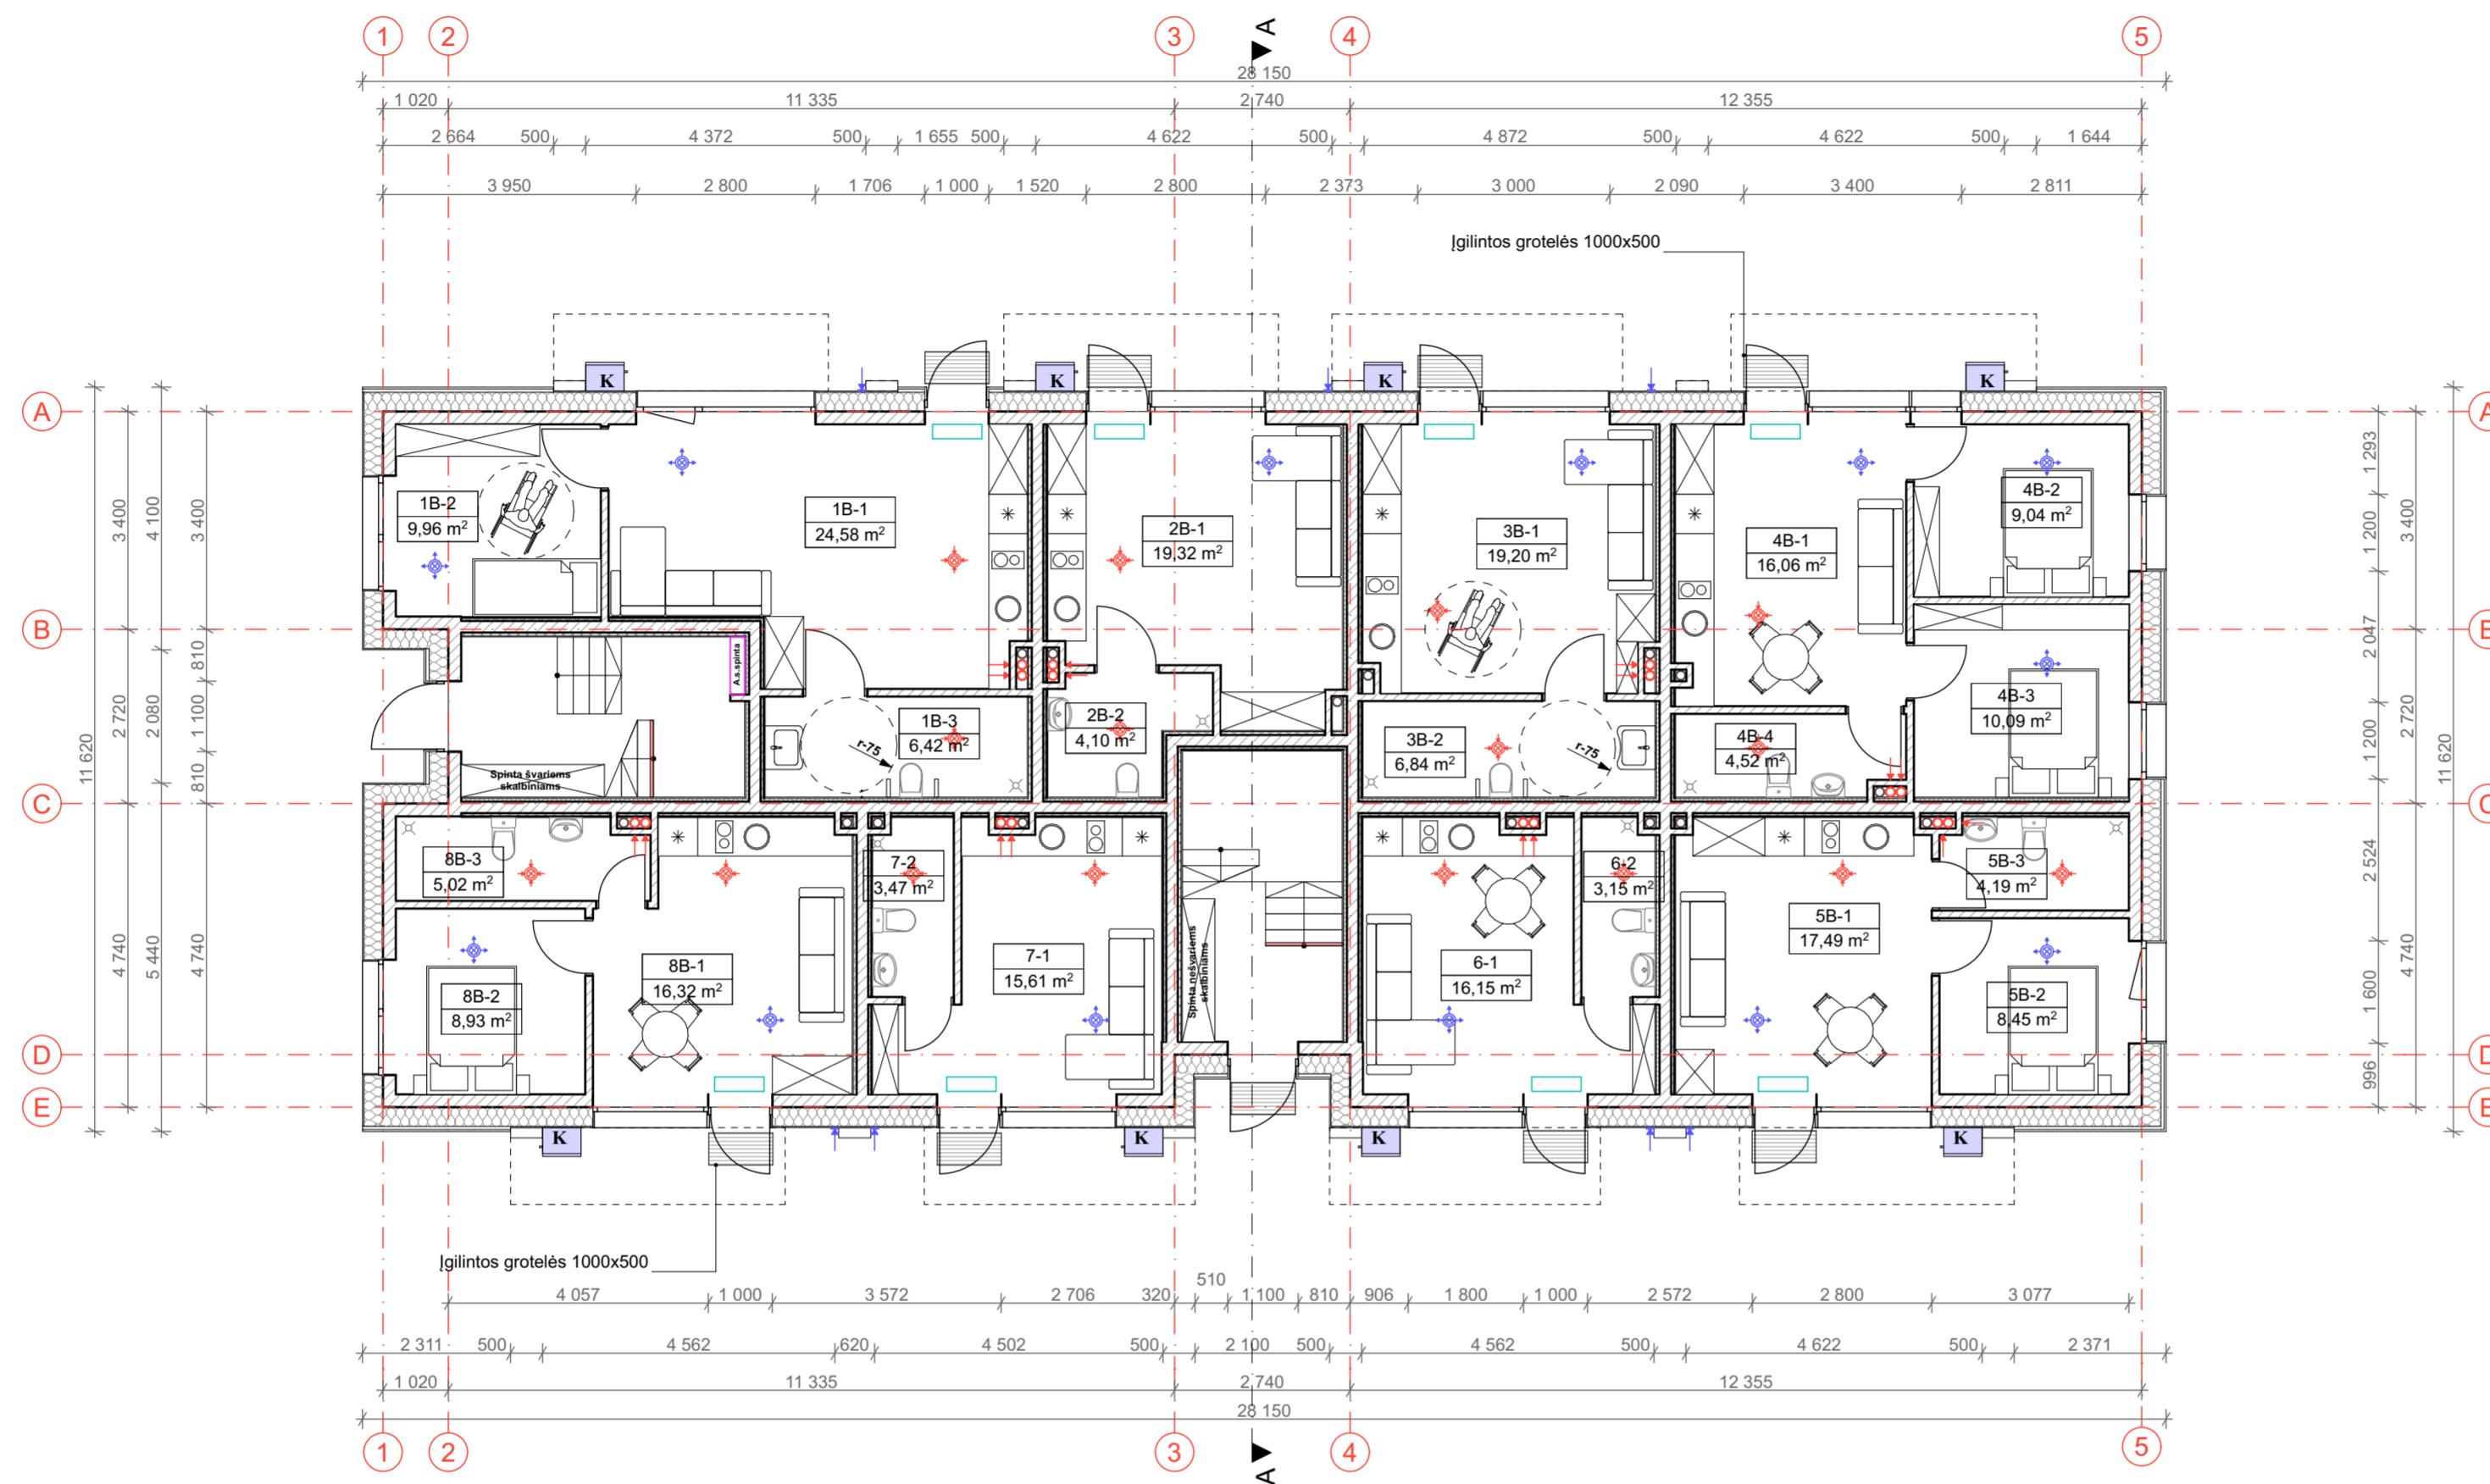 1 2 3 4 5
A
28 150
1 020 11 335 2 740 12 355
2 664 500 4 372 500 1 655 500 4 622 500 4 872 500 4 622 500 1 644
3 950 2 800 1 706 1 000 1 520 2 800 2 373 3 000 2 090 3 400 2 811
Įgilintos grotelės 1000x500
K K K K
A A
B B
C C
D D
E E
11 620
3 400 2 720 4 740
4 100 2 080 5 440
3 400 810 1 100 810 4 740
1 293 1 200 2 047 1 200 2 524 1 600 996
3 400 2 720 4 740
11 620
1B-2
9,96 m²
1B-1
24,58 m²
2B-1
19,32 m²
3B-1
19,20 m²
4B-1
16,06 m²
4B-2
9,04 m²
A.s.spinta
4B-3
10,09 m²
1B-3
6,42 m²
r-75
2B-2
4,10 m²
3B-2
6,84 m²
r-75
4B-4
4,52 m²
Spinta švariems
skalbiniams
8B-3
5,02 m²
7-2
3,47 m²
6-2
3,15 m²
5B-3
4,19 m²
8B-2
8,93 m²
8B-1
16,32 m²
7-1
15,61 m²
Spinta nešvariems
skalbiniams
6-1
16,15 m²
5B-1
17,49 m²
5B-2
8,45 m²
K K K K
Įgilintos grotelės 1000x500
510
4 057 1 000 3 572 2 706 320 1 100 810 906 1 800 1 000 2 572 2 800 3 077
2 311 500 4 562 620 4 502 500 2 100 500 4 562 500 4 622 500 2 371
1 020 11 335 2 740 12 355
28 150
1 2 3 4 5
A